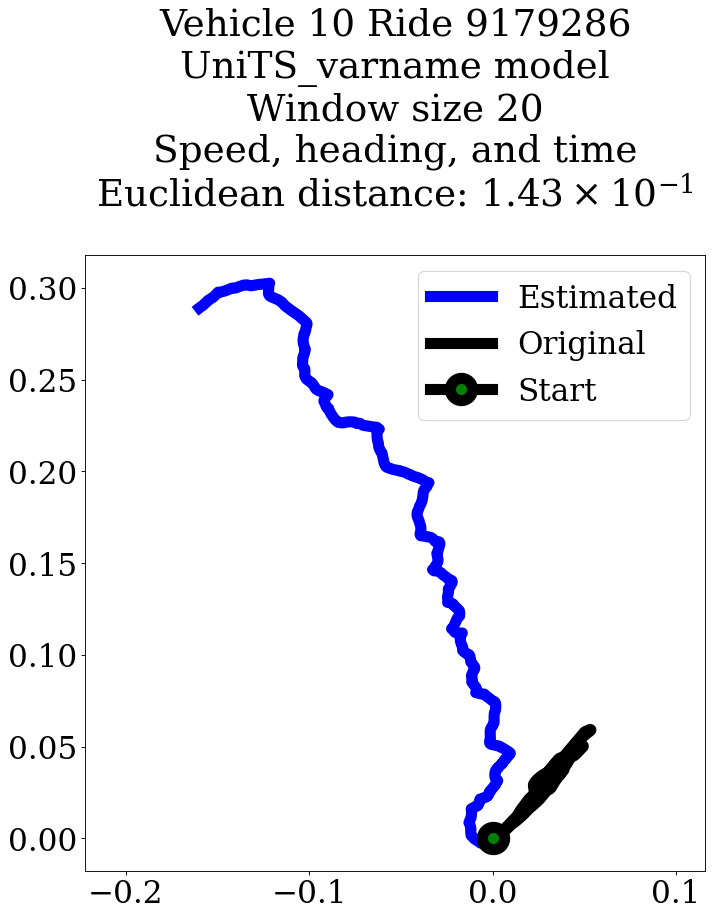 Vehicle 10 Ride 9179286
UniTS_varname model
Window size 20
Speed, heading, and time
Euclidean distance: 1.43 × 10⁻¹
Estimated
Original
Start
0.30
0.25
0.20
0.15
0.10
0.05
0.00
−0.2 −0.1 0.0 0.1